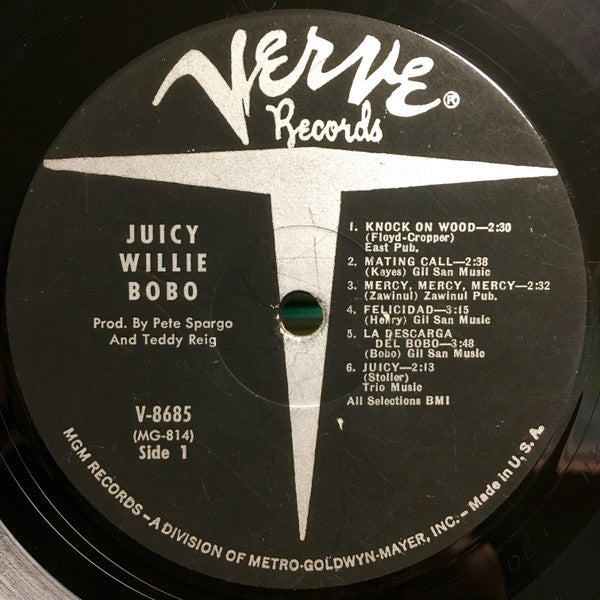 VERVE®
Records
JUICY
WILLIE
BOBO
Prod. By Pete Spargo
And Teddy Reig
V-8685
(MG-814)
Side 1
1. KNOCK ON WOOD—2:30
(Floyd-Cropper)
East Pub.
2. MATING CALL—2:38
(Kayes) Gil San Music
3. MERCY, MERCY, MERCY—2:32
(Zawinul) Zawinul Pub.
4. FELICIDAD—3:15
(Henry) Gil San Music
5. LA DESCARGA
DEL BOBO—3:48
(Bobo) Gil San Music
6. JUICY—2:13
(Stoller)
Trio Music
All Selections BMI
MGM RECORDS – A DIVISION OF METRO-GOLDWYN-MAYER, INC. – Made in U. S. A.